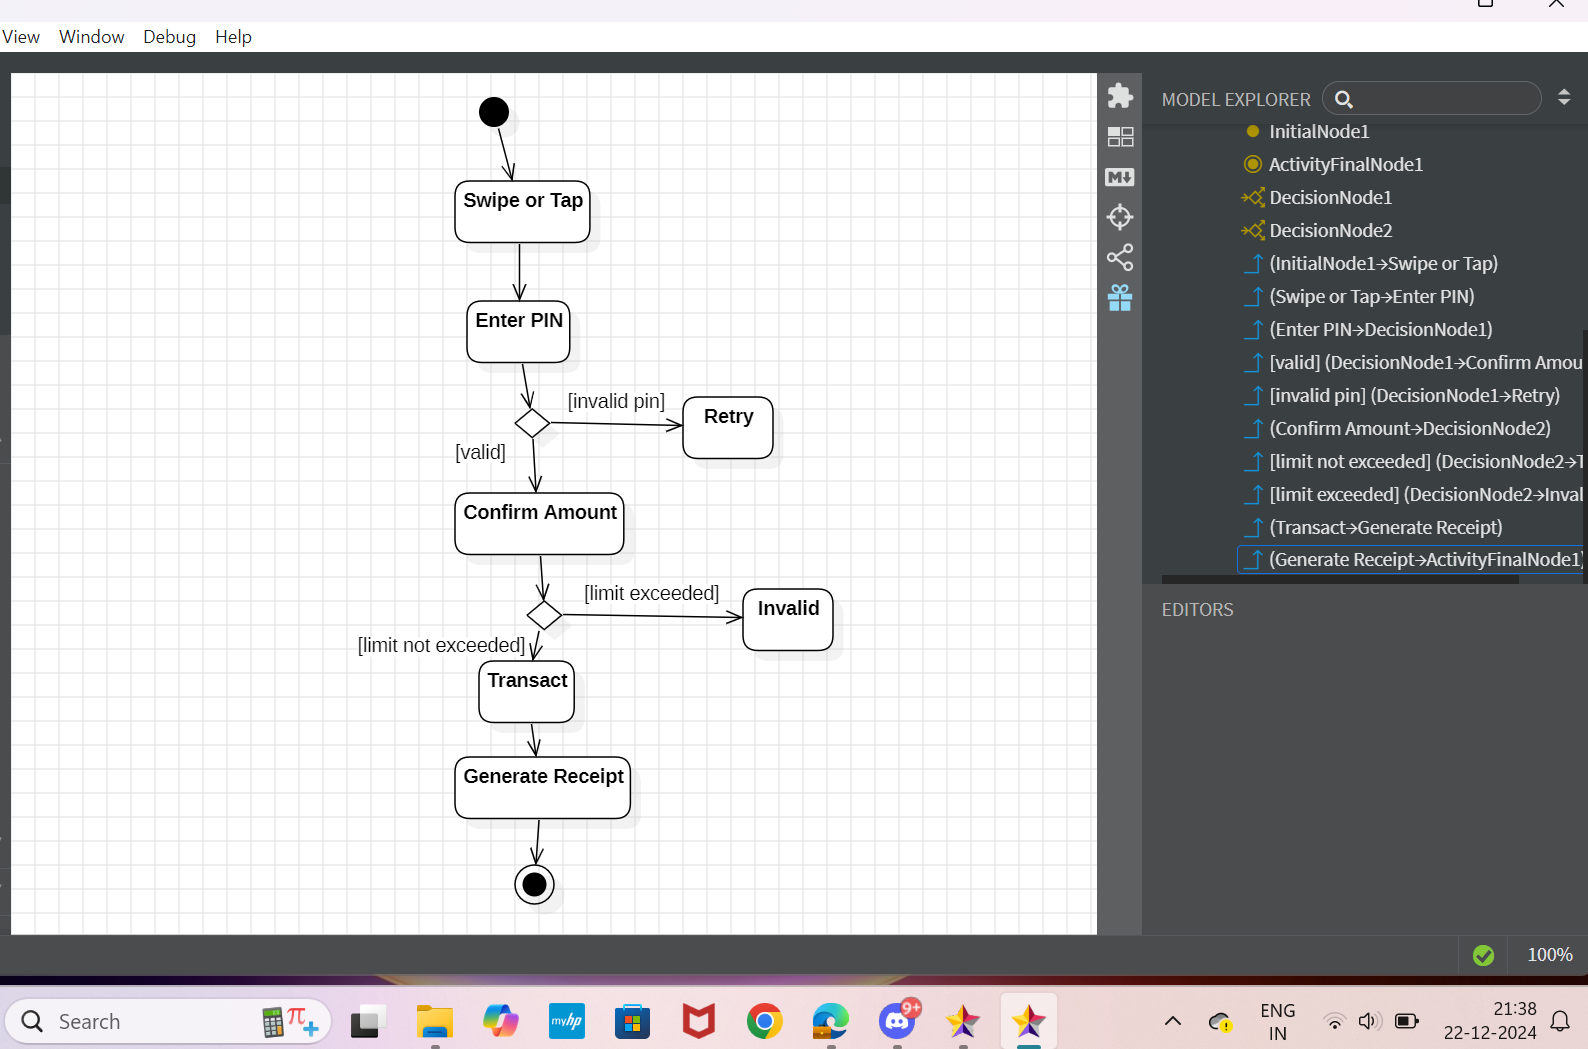 View Window Debug Help
Swipe or Tap
Enter PIN
[invalid pin]
Retry
[valid]
Confirm Amount
[limit exceeded]
Invalid
[limit not exceeded]
Transact
Generate Receipt
M
MODEL EXPLORER
InitialNode1
ActivityFinalNode1
DecisionNode1
DecisionNode2
(InitialNode1→Swipe or Tap)
(Swipe or Tap→Enter PIN)
(Enter PIN→DecisionNode1)
[valid] (DecisionNode1→Confirm Amou
[invalid pin] (DecisionNode1→Retry)
(Confirm Amount→DecisionNode2)
[limit not exceeded] (DecisionNode2→T
[limit exceeded] (DecisionNode2→Inval
(Transact→Generate Receipt)
(Generate Receipt→ActivityFinalNode1)
EDITORS
100%
Search
myhp
9+
ENG
IN
21:38
22-12-2024